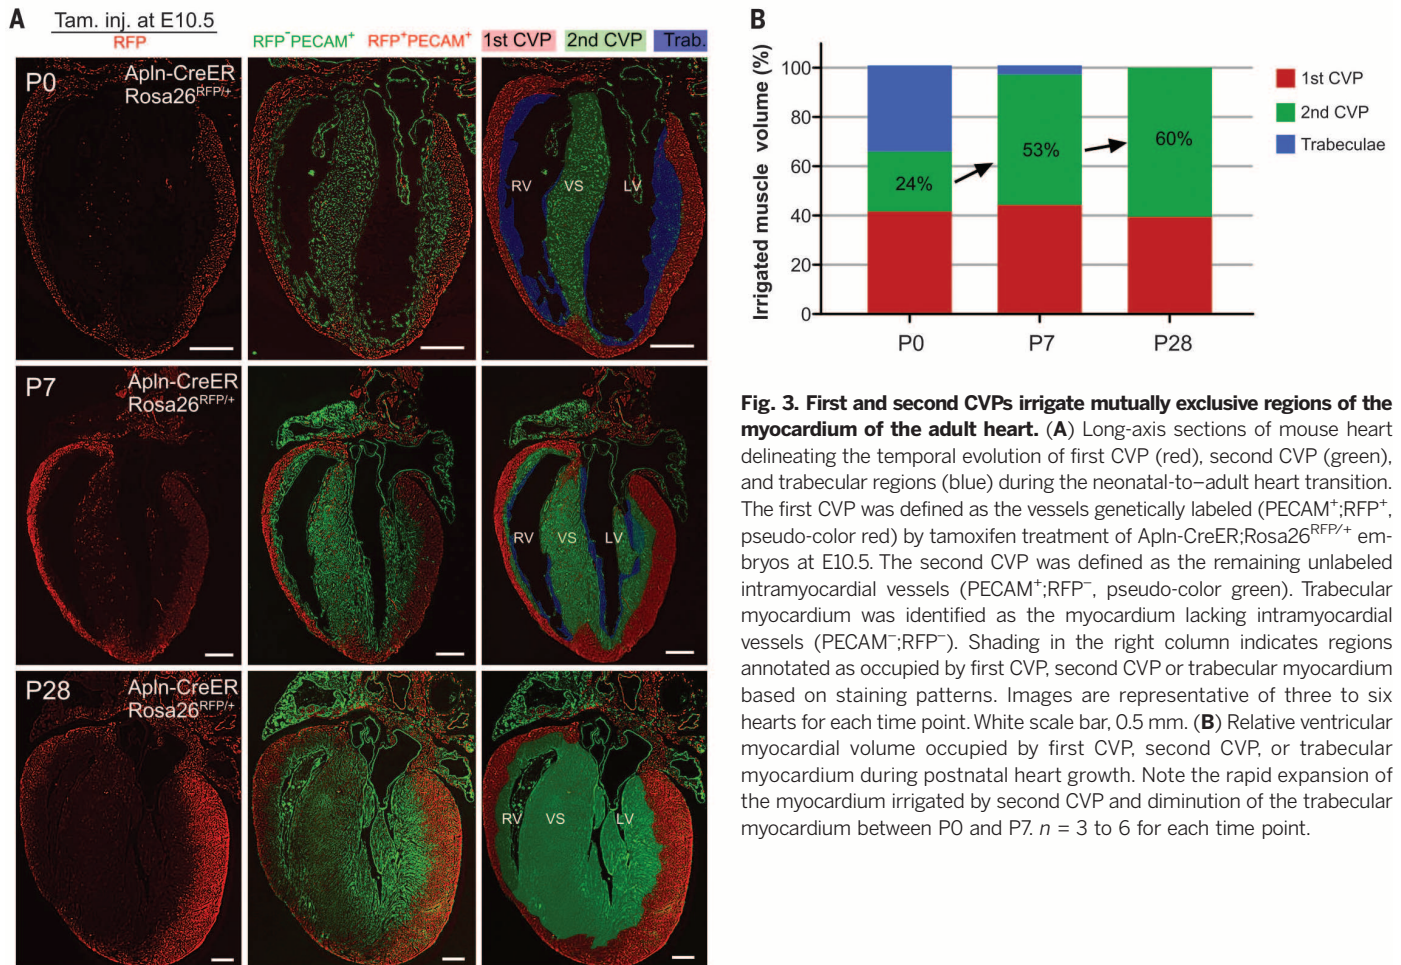 A
Tam. inj. at E10.5
RFP
RFP⁻PECAM⁺
RFP⁺PECAM⁺
1st CVP
2nd CVP
Trab.
P0
Apln-CreER
Rosa26^RFP/+
RV
VS
LV
P7
Apln-CreER
Rosa26^RFP/+
RV
VS
LV
P28
Apln-CreER
Rosa26^RFP/+
RV
VS
LV
B
Irrigated muscle volume (%)
100
80
60
40
20
0
24%
53%
60%
P0
P7
P28
1st CVP
2nd CVP
Trabeculae
Fig. 3. First and second CVPs irrigate mutually exclusive regions of the
myocardium of the adult heart. (A) Long-axis sections of mouse heart
delineating the temporal evolution of first CVP (red), second CVP (green),
and trabecular regions (blue) during the neonatal-to–adult heart transition.
The first CVP was defined as the vessels genetically labeled (PECAM⁺;RFP⁺,
pseudo-color red) by tamoxifen treatment of Apln-CreER;Rosa26^RFP/+ em-
bryos at E10.5. The second CVP was defined as the remaining unlabeled
intramyocardial vessels (PECAM⁺;RFP⁻, pseudo-color green). Trabecular
myocardium was identified as the myocardium lacking intramyocardial
vessels (PECAM⁻;RFP⁻). Shading in the right column indicates regions
annotated as occupied by first CVP, second CVP or trabecular myocardium
based on staining patterns. Images are representative of three to six
hearts for each time point. White scale bar, 0.5 mm. (B) Relative ventricular
myocardial volume occupied by first CVP, second CVP, or trabecular
myocardium during postnatal heart growth. Note the rapid expansion of
the myocardium irrigated by second CVP and diminution of the trabecular
myocardium between P0 and P7. n = 3 to 6 for each time point.